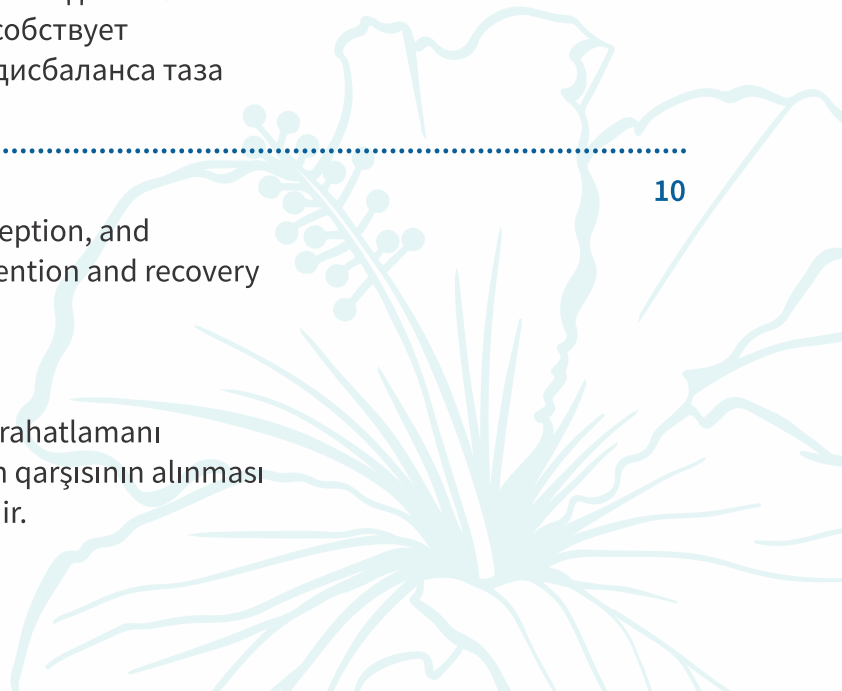 собствует
дисбаланса таза
10
eption, and
ention and recovery
rahatlamanı
n qarşısının alınması
ir.